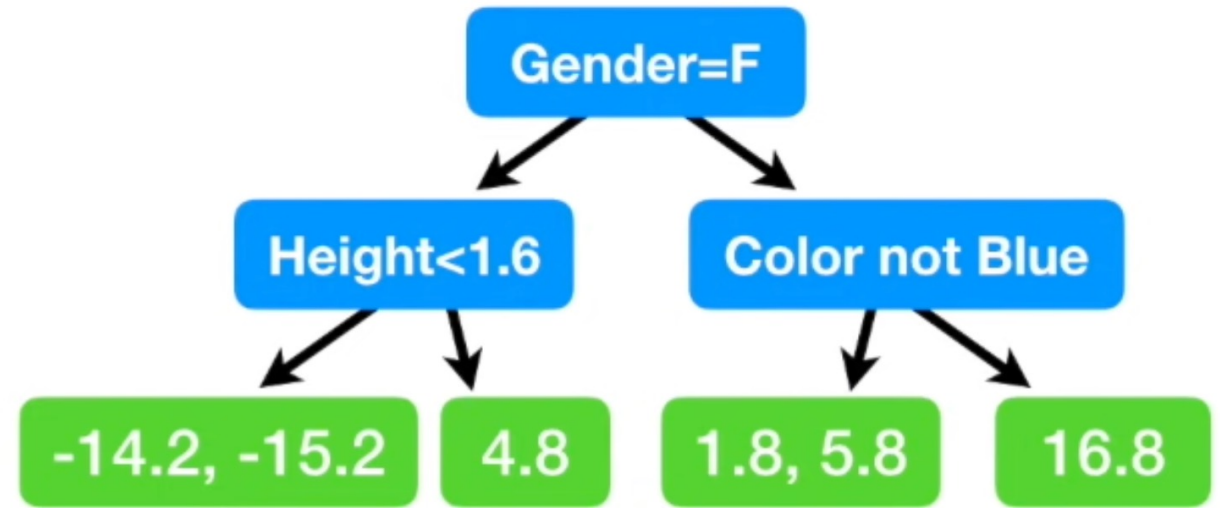 Gender=F
Height<1.6
Color not Blue
-14.2, -15.2
4.8
1.8, 5.8
16.8